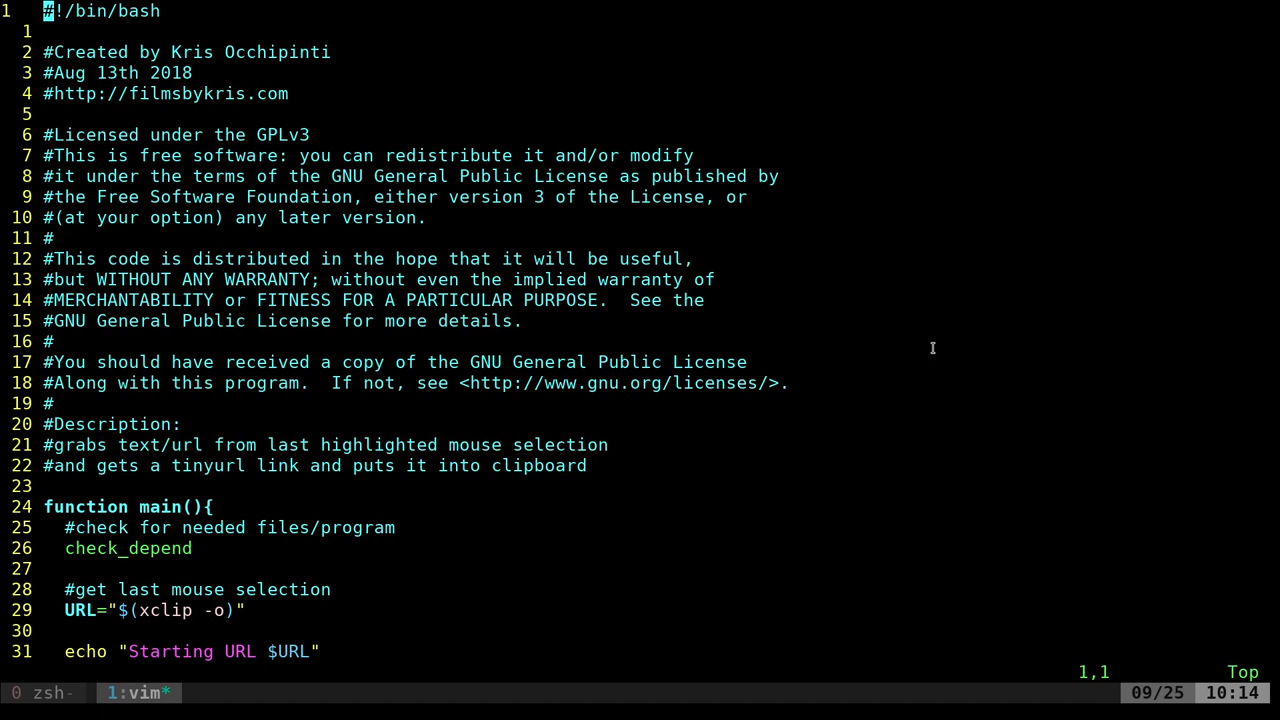 1   #!/bin/bash
  1
  2 #Created by Kris Occhipinti
  3 #Aug 13th 2018
  4 #http://filmsbykris.com
  5
  6 #Licensed under the GPLv3
  7 #This is free software: you can redistribute it and/or modify
  8 #it under the terms of the GNU General Public License as published by
  9 #the Free Software Foundation, either version 3 of the License, or
 10 #(at your option) any later version.
 11 #
 12 #This code is distributed in the hope that it will be useful,
 13 #but WITHOUT ANY WARRANTY; without even the implied warranty of
 14 #MERCHANTABILITY or FITNESS FOR A PARTICULAR PURPOSE.  See the
 15 #GNU General Public License for more details.
 16 #
 17 #You should have received a copy of the GNU General Public License
 18 #Along with this program.  If not, see <http://www.gnu.org/licenses/>.
 19 #
 20 #Description:
 21 #grabs text/url from last highlighted mouse selection
 22 #and gets a tinyurl link and puts it into clipboard
 23
 24 function main(){
 25   #check for needed files/program
 26   check_depend
 27
 28   #get last mouse selection
 29   URL="$(xclip -o)"
 30
 31   echo "Starting URL $URL"
1,1 Top
0 zsh- 1:vim* 09/25 10:14